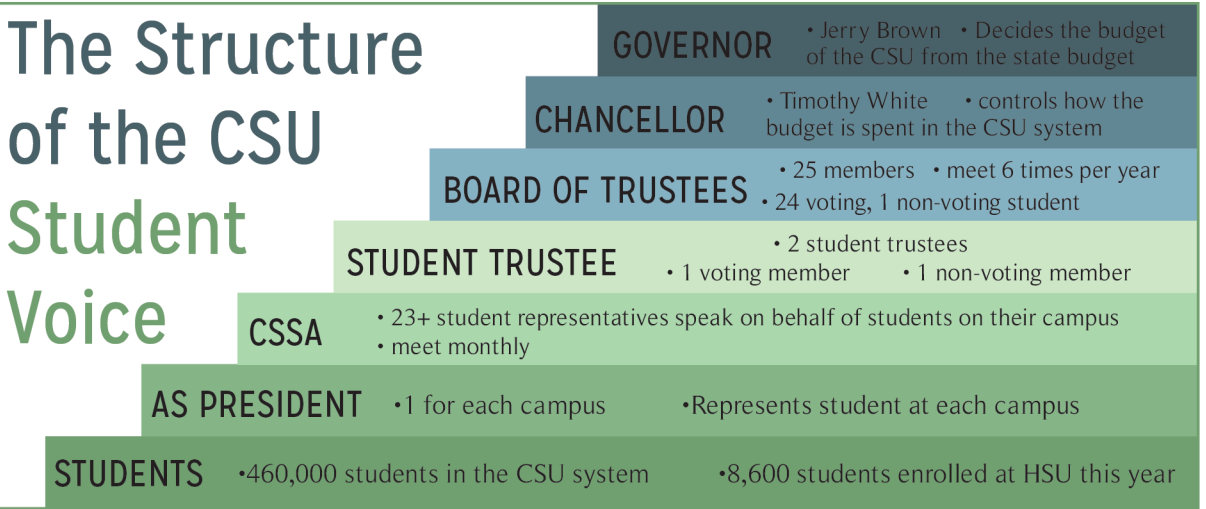 The Structure
of the CSU
Student
Voice
GOVERNOR
• Jerry Brown • Decides the budget
of the CSU from the state budget
CHANCELLOR
• Timothy White • controls how the
budget is spent in the CSU system
BOARD OF TRUSTEES
• 25 members • meet 6 times per year
• 24 voting, 1 non-voting student
STUDENT TRUSTEE
• 2 student trustees
• 1 voting member • 1 non-voting member
CSSA
• 23+ student representatives speak on behalf of students on their campus
• meet monthly
AS PRESIDENT •1 for each campus •Represents student at each campus
STUDENTS •460,000 students in the CSU system •8,600 students enrolled at HSU this year